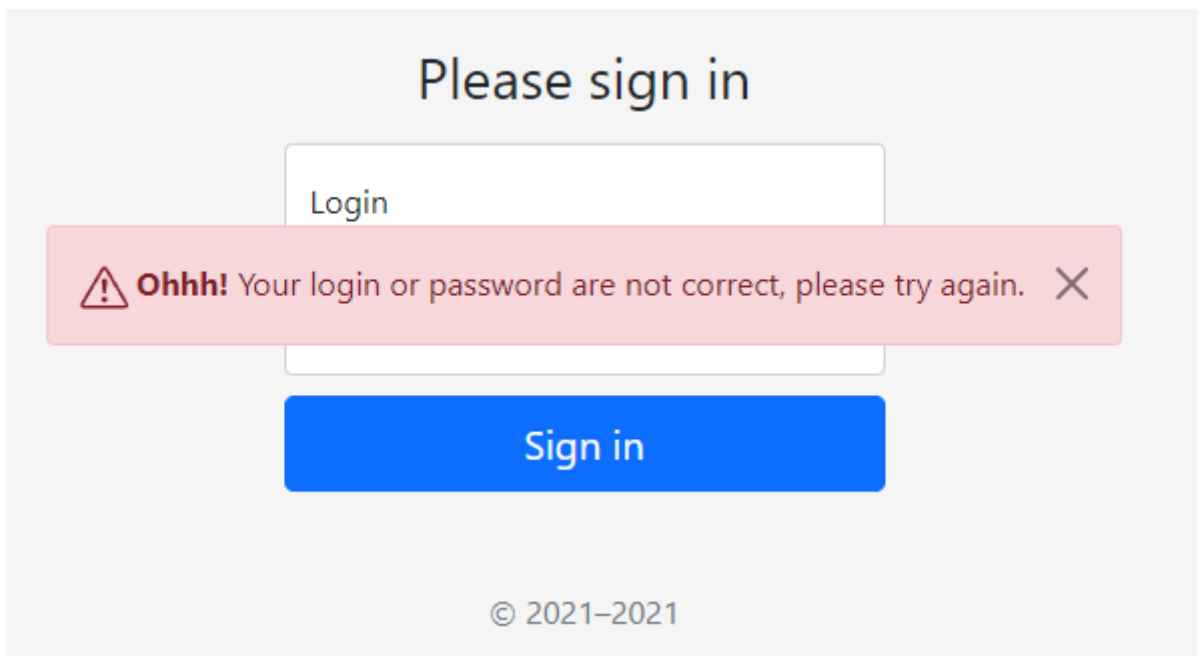 Please sign in
Login
Ohhh! Your login or password are not correct, please try again.
Sign in
© 2021–2021